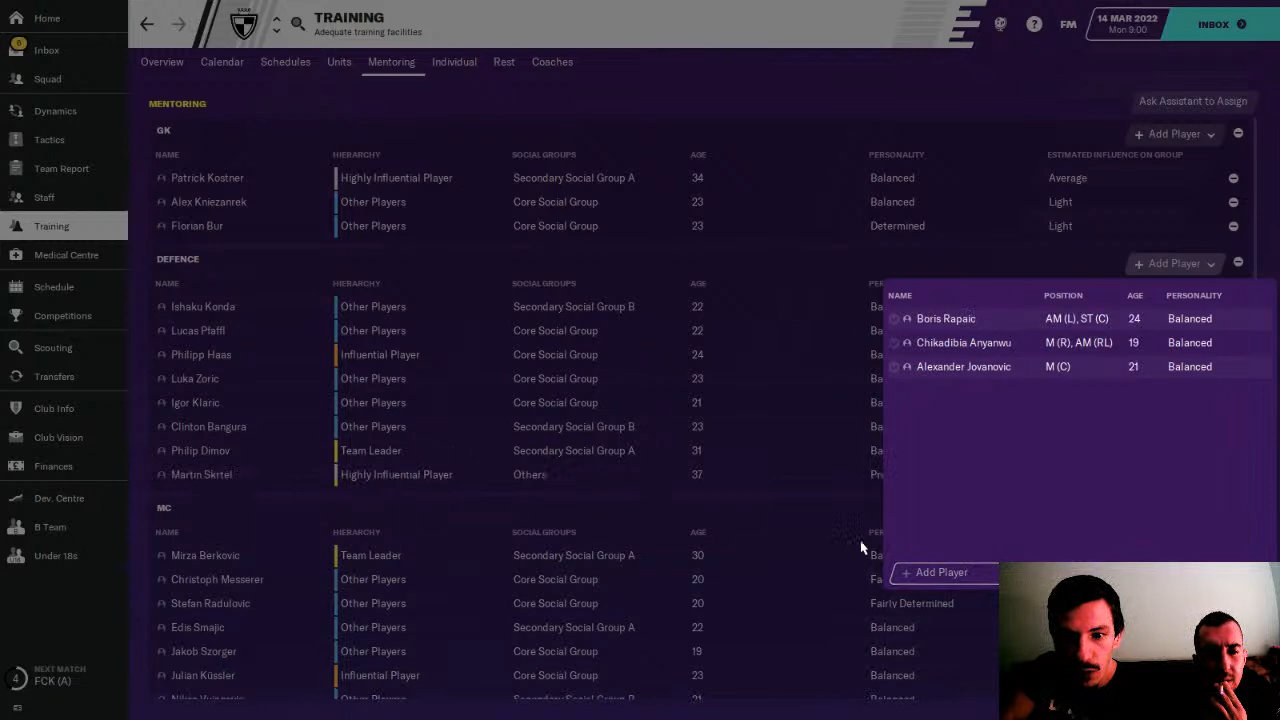 Home
TRAINING
Adequate training facilities
?
FM
14 MAR 2022
Mon 9:00
INBOX
6
Inbox
Squad
Dynamics
Tactics
Team Report
Staff
Training
Medical Centre
Schedule
Competitions
Scouting
Transfers
Club Info
Club Vision
Finances
Dev. Centre
B Team
Under 18s
4
NEXT MATCH
FCK (A)
Overview Calendar Schedules Units Mentoring Individual Rest Coaches
MENTORING
Ask Assistant to Assign
GK
+ Add Player
NAME HIERARCHY SOCIAL GROUPS AGE PERSONALITY ESTIMATED INFLUENCE ON GROUP
Patrick Kostner Highly Influential Player Secondary Social Group A 34 Balanced Average
Alex Kniezanrek Other Players Core Social Group 23 Balanced Light
Florian Bur Other Players Core Social Group 23 Determined Light
DEFENCE
+ Add Player
NAME HIERARCHY SOCIAL GROUPS AGE
Ishaku Konda Other Players Secondary Social Group B 22
Lucas Pfaffl Other Players Core Social Group 22
Philipp Haas Influential Player Core Social Group 24
Luka Zoric Other Players Core Social Group 23
Igor Klaric Other Players Core Social Group 21
Clinton Bangura Other Players Secondary Social Group B 23
Philip Dimov Team Leader Secondary Social Group A 31
Martin Skrtel Highly Influential Player Others 37
MC
NAME HIERARCHY SOCIAL GROUPS AGE
Mirza Berkovic Team Leader Secondary Social Group A 30
Christoph Messerer Other Players Core Social Group 20
Stefan Radulovic Other Players Core Social Group 20 Fairly Determined
Edis Smajic Other Players Secondary Social Group A 22 Balanced
Jakob Szorger Other Players Core Social Group 19 Balanced
Julian Küssler Influential Player Core Social Group 23 Balanced
NAME POSITION AGE PERSONALITY
Boris Rapaic AM (L), ST (C) 24 Balanced
Chikadibia Anyanwu M (R), AM (RL) 19 Balanced
Alexander Jovanovic M (C) 21 Balanced
+ Add Player